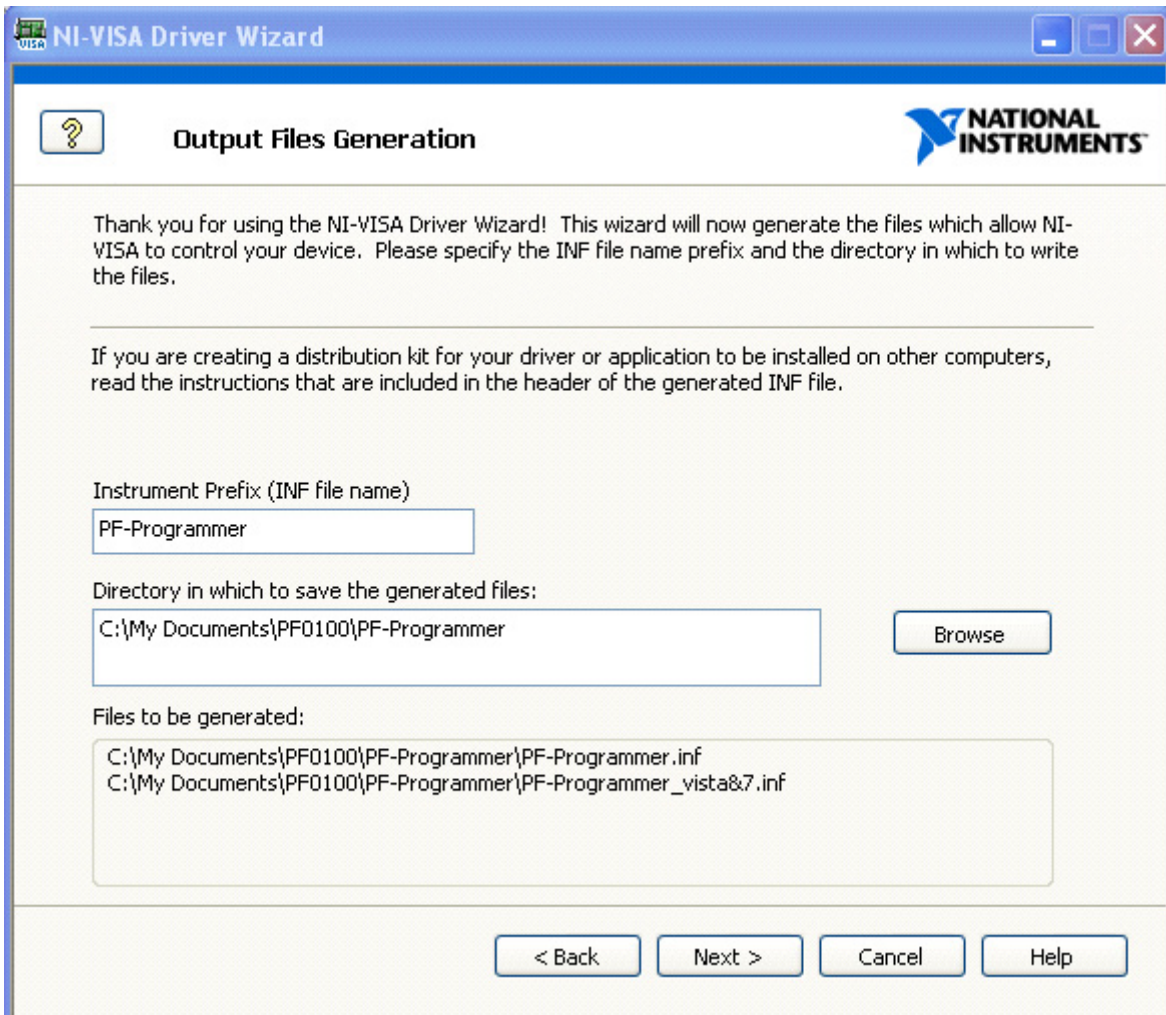 NI-VISA Driver Wizard
Output Files Generation
NATIONAL
INSTRUMENTS™
Thank you for using the NI-VISA Driver Wizard!  This wizard will now generate the files which allow NI-
VISA to control your device.  Please specify the INF file name prefix and the directory in which to write
the files.
If you are creating a distribution kit for your driver or application to be installed on other computers,
read the instructions that are included in the header of the generated INF file.
Instrument Prefix (INF file name)
PF-Programmer
Directory in which to save the generated files:
C:\My Documents\PF0100\PF-Programmer
Browse
Files to be generated:
C:\My Documents\PF0100\PF-Programmer\PF-Programmer.inf
C:\My Documents\PF0100\PF-Programmer\PF-Programmer_vista&7.inf
< Back
Next >
Cancel
Help